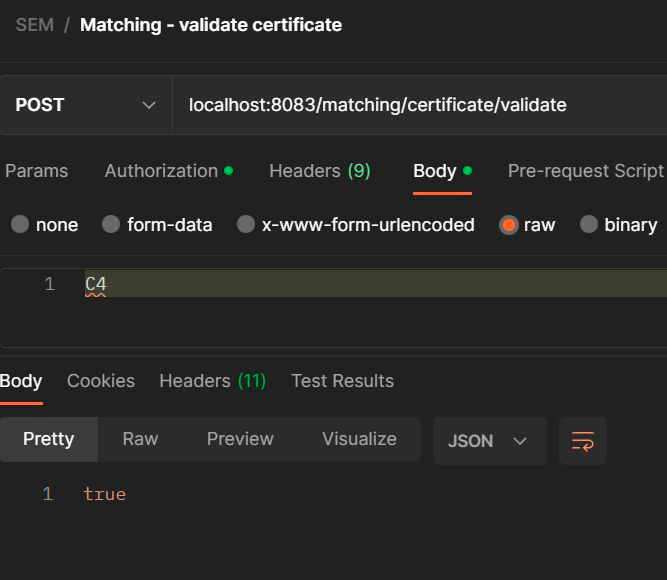 SEM / Matching - validate certificate
POST localhost:8083/matching/certificate/validate
Params Authorization Headers (9) Body Pre-request Script
none form-data x-www-form-urlencoded raw binary
1 C4
Body Cookies Headers (11) Test Results
Pretty Raw Preview Visualize JSON
1 true